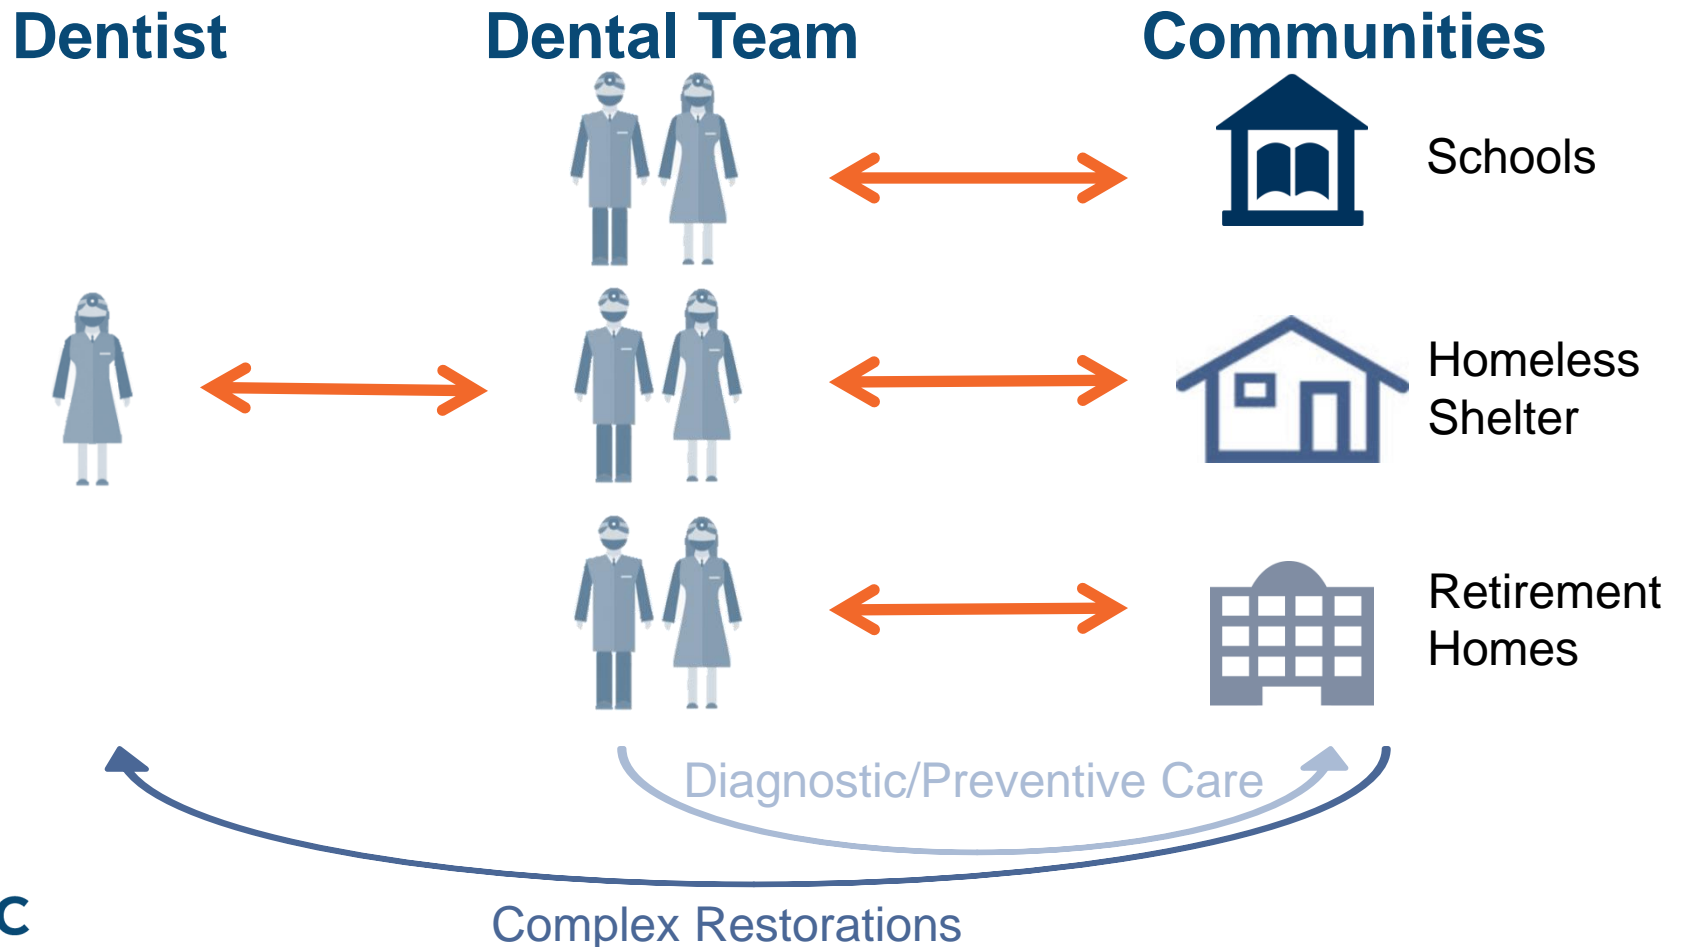 Dentist
Dental Team
Communities
Schools
Homeless
Shelter
Retirement
Homes
Diagnostic/Preventive Care
Complex Restorations
C